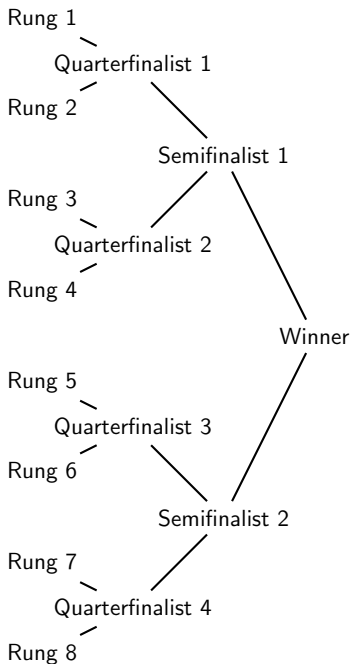 Rung 1
Quarterfinalist 1
Rung 2
Semifinalist 1
Rung 3
Quarterfinalist 2
Rung 4
Winner
Rung 5
Quarterfinalist 3
Rung 6
Semifinalist 2
Rung 7
Quarterfinalist 4
Rung 8